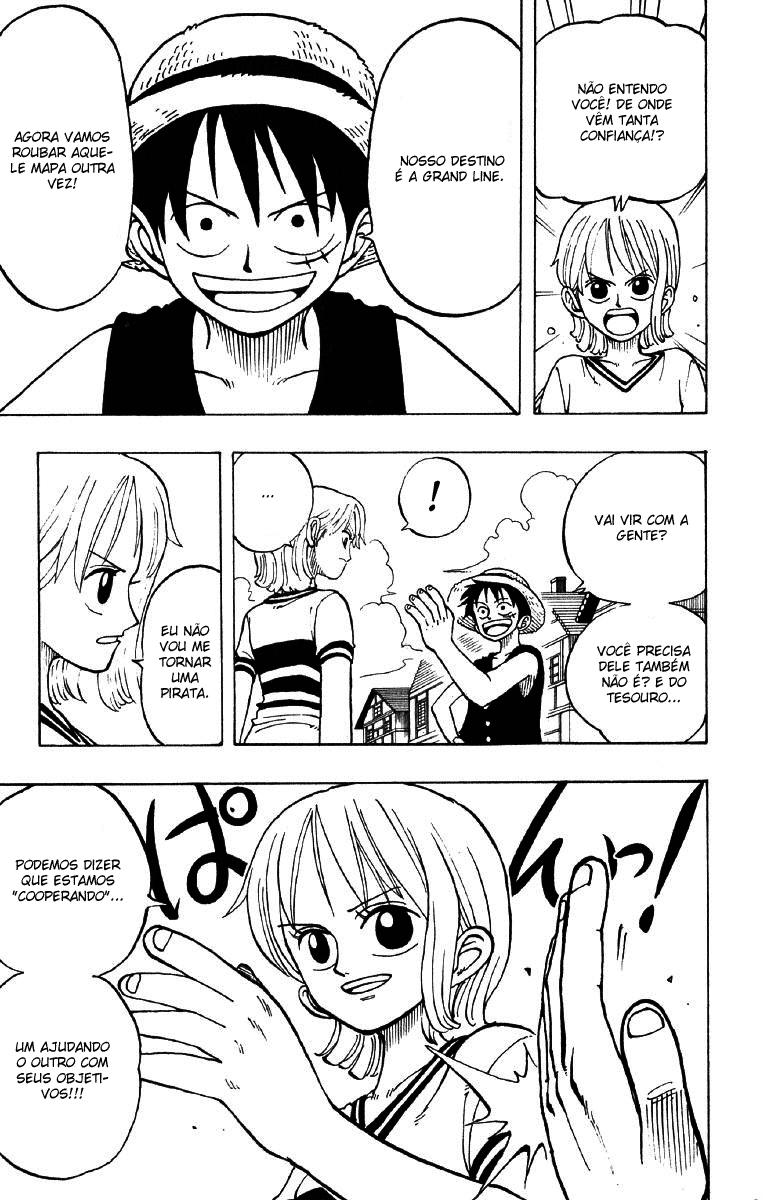 NÃO ENTENDO
VOCÊ! DE ONDE
VÊM TANTA
CONFIANÇA!?
NOSSO DESTINO
É A GRAND LINE.
AGORA VAMOS
ROUBAR AQUE-
LE MAPA OUTRA
VEZ!
VAI VIR COM A
GENTE?
VOCÊ PRECISA
DELE TAMBÉM
NÃO É? E DO
TESOURO...
!
...
EU NÃO
VOU ME
TORNAR
UMA
PIRATA.
ぱんっ!
PODEMOS DIZER
QUE ESTAMOS
"COOPERANDO"...
UM AJUDANDO
O OUTRO COM
SEUS OBJETI-
VOS!!!